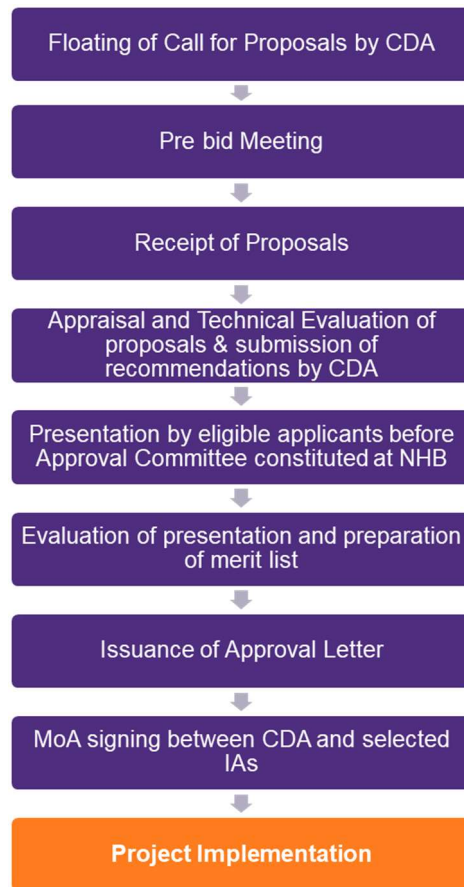 Floating of Call for Proposals by CDA
Pre bid Meeting
Receipt of Proposals
Appraisal and Technical Evaluation of
proposals & submission of
recommendations by CDA
Presentation by eligible applicants before
Approval Committee constituted at NHB
Evaluation of presentation and preparation
of merit list
Issuance of Approval Letter
MoA signing between CDA and selected
IAs
Project Implementation